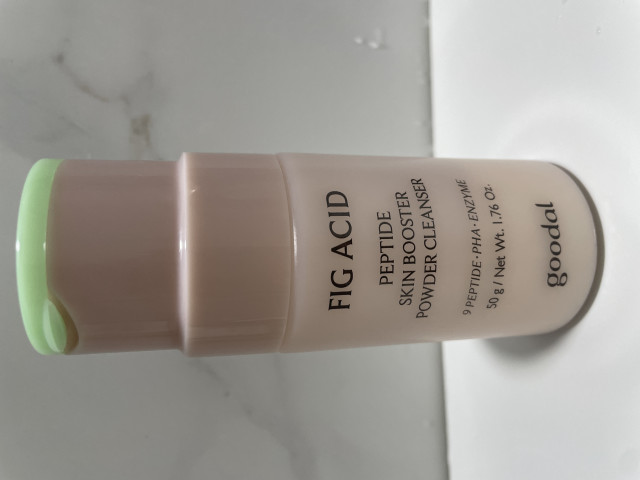 FIG ACID
PEPTIDE
SKIN BOOSTER
POWDER CLEANSER
9 PEPTIDE·PHA·ENZYME
50 g / Net Wt. 1.76 Oz.
goodal